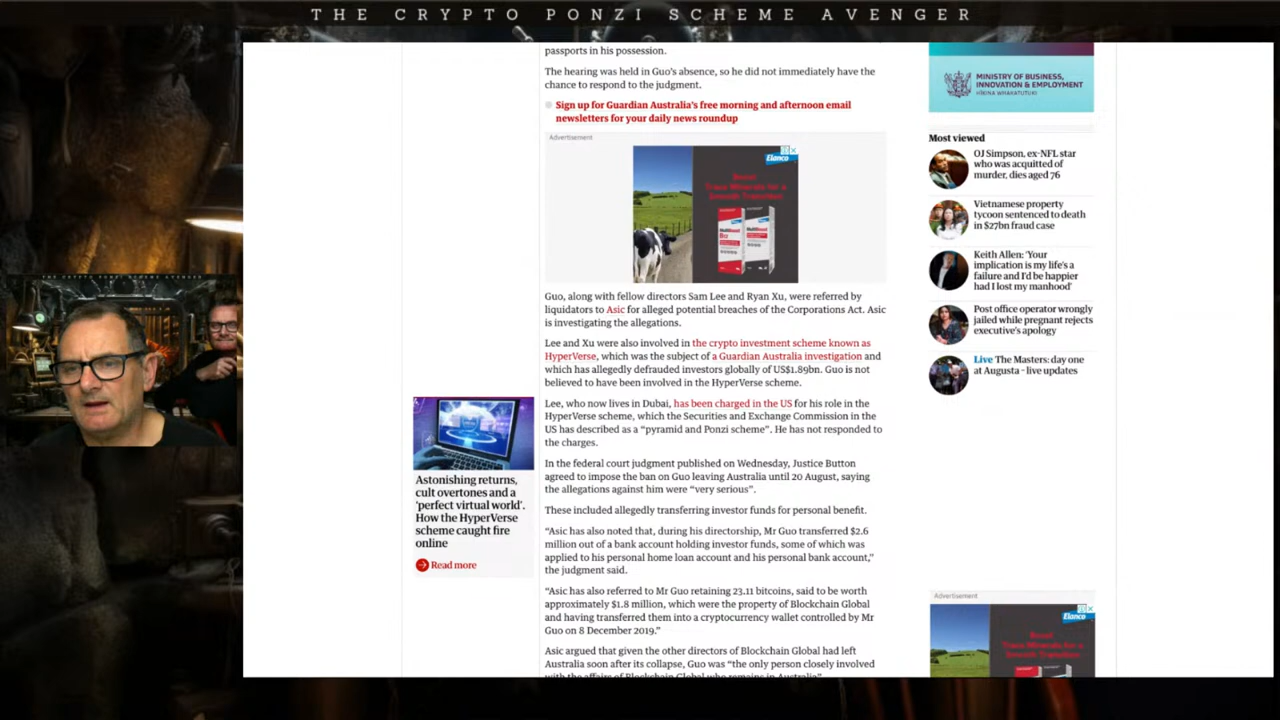 THE CRYPTO PONZI SCHEME AVENGER
passports in his possession.
The hearing was held in Guo's absence, so he did not immediately have the
chance to respond to the judgment.
Sign up for Guardian Australia's free morning and afternoon email
newsletters for your daily news roundup
Advertisement
Elanco
Guo, along with fellow directors Sam Lee and Ryan Xu, were referred by
liquidators to Asic for alleged potential breaches of the Corporations Act. Asic
is investigating the allegations.
Lee and Xu were also involved in the crypto investment scheme known as
HyperVerse, which was the subject of a Guardian Australia investigation and
which has allegedly defrauded investors globally of US$1.89bn. Guo is not
believed to have been involved in the HyperVerse scheme.
Lee, who now lives in Dubai, has been charged in the US for his role in the
HyperVerse scheme, which the Securities and Exchange Commission in the
US has described as a “pyramid and Ponzi scheme”. He has not responded to
the charges.
In the federal court judgment published on Wednesday, Justice Button
agreed to impose the ban on Guo leaving Australia until 20 August, saying
the allegations against him were “very serious”.
These included allegedly transferring investor funds for personal benefit.
“Asic has also noted that, during his directorship, Mr Guo transferred $2.6
million out of a bank account holding investor funds, some of which was
applied to his personal home loan account and his personal bank account,”
the judgment said.
“Asic has also referred to Mr Guo retaining 23.11 bitcoins, said to be worth
approximately $1.8 million, which were the property of Blockchain Global
and having transferred them into a cryptocurrency wallet controlled by Mr
Guo on 8 December 2019.”
Asic argued that given the other directors of Blockchain Global had left
Australia soon after its collapse, Guo was “the only person closely involved
with the affairs of Blockchain Global who remains in Australia”
Astonishing returns,
cult overtones and a
‘perfect virtual world’.
How the HyperVerse
scheme caught fire
online
Read more
MINISTRY OF BUSINESS,
INNOVATION & EMPLOYMENT
HĪKINA WHAKATUTUKI
Most viewed
OJ Simpson, ex-NFL star
who was acquitted of
murder, dies aged 76
Vietnamese property
tycoon sentenced to death
in $27bn fraud case
Keith Allen: ‘Your
implication is my life's a
failure and I'd be happier
had I lost my manhood’
Post office operator wrongly
jailed while pregnant rejects
executive's apology
Live The Masters: day one
at Augusta – live updates
Advertisement
Elanco